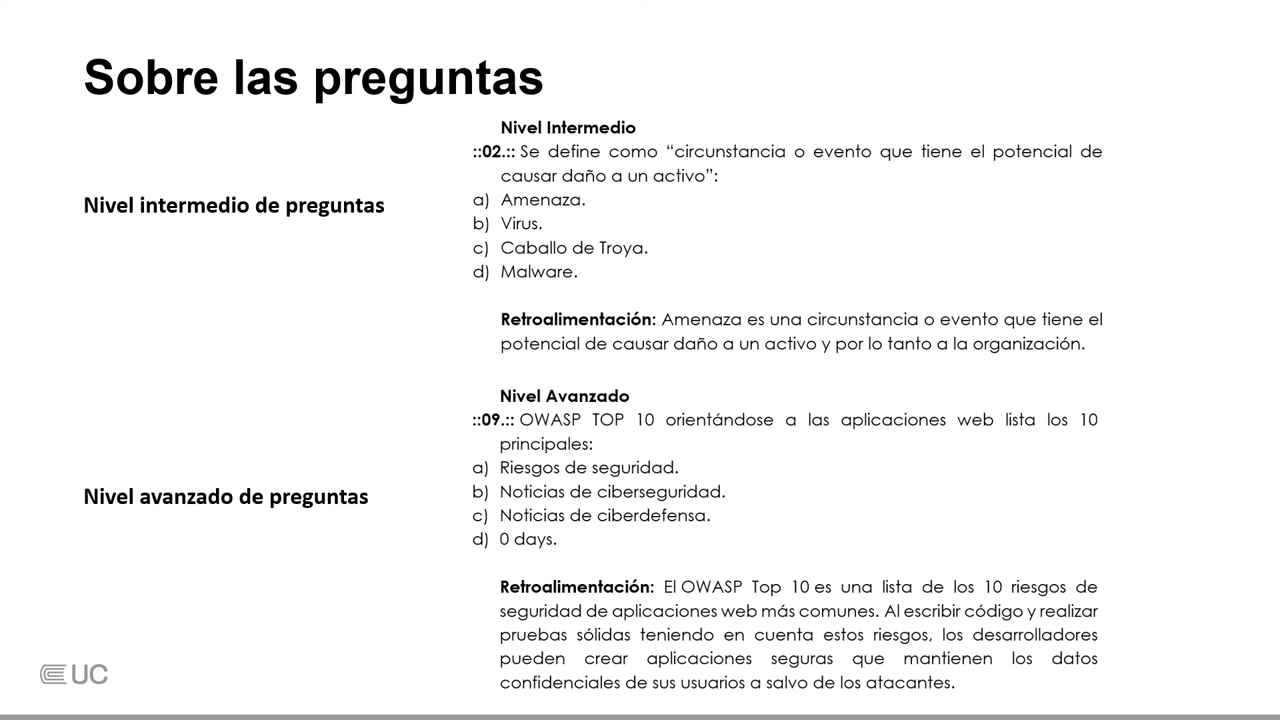 Sobre las preguntas
Nivel intermedio de preguntas
Nivel Intermedio
::02.:: Se define como “circunstancia o evento que tiene el potencial de
causar daño a un activo”:
a) Amenaza.
b) Virus.
c) Caballo de Troya.
d) Malware.
Retroalimentación: Amenaza es una circunstancia o evento que tiene el
potencial de causar daño a un activo y por lo tanto a la organización.
Nivel avanzado de preguntas
Nivel Avanzado
::09.:: OWASP TOP 10 orientándose a las aplicaciones web lista los 10
principales:
a) Riesgos de seguridad.
b) Noticias de ciberseguridad.
c) Noticias de ciberdefensa.
d) 0 days.
Retroalimentación: El OWASP Top 10 es una lista de los 10 riesgos de
seguridad de aplicaciones web más comunes. Al escribir código y realizar
pruebas sólidas teniendo en cuenta estos riesgos, los desarrolladores
pueden crear aplicaciones seguras que mantienen los datos
confidenciales de sus usuarios a salvo de los atacantes.
UC